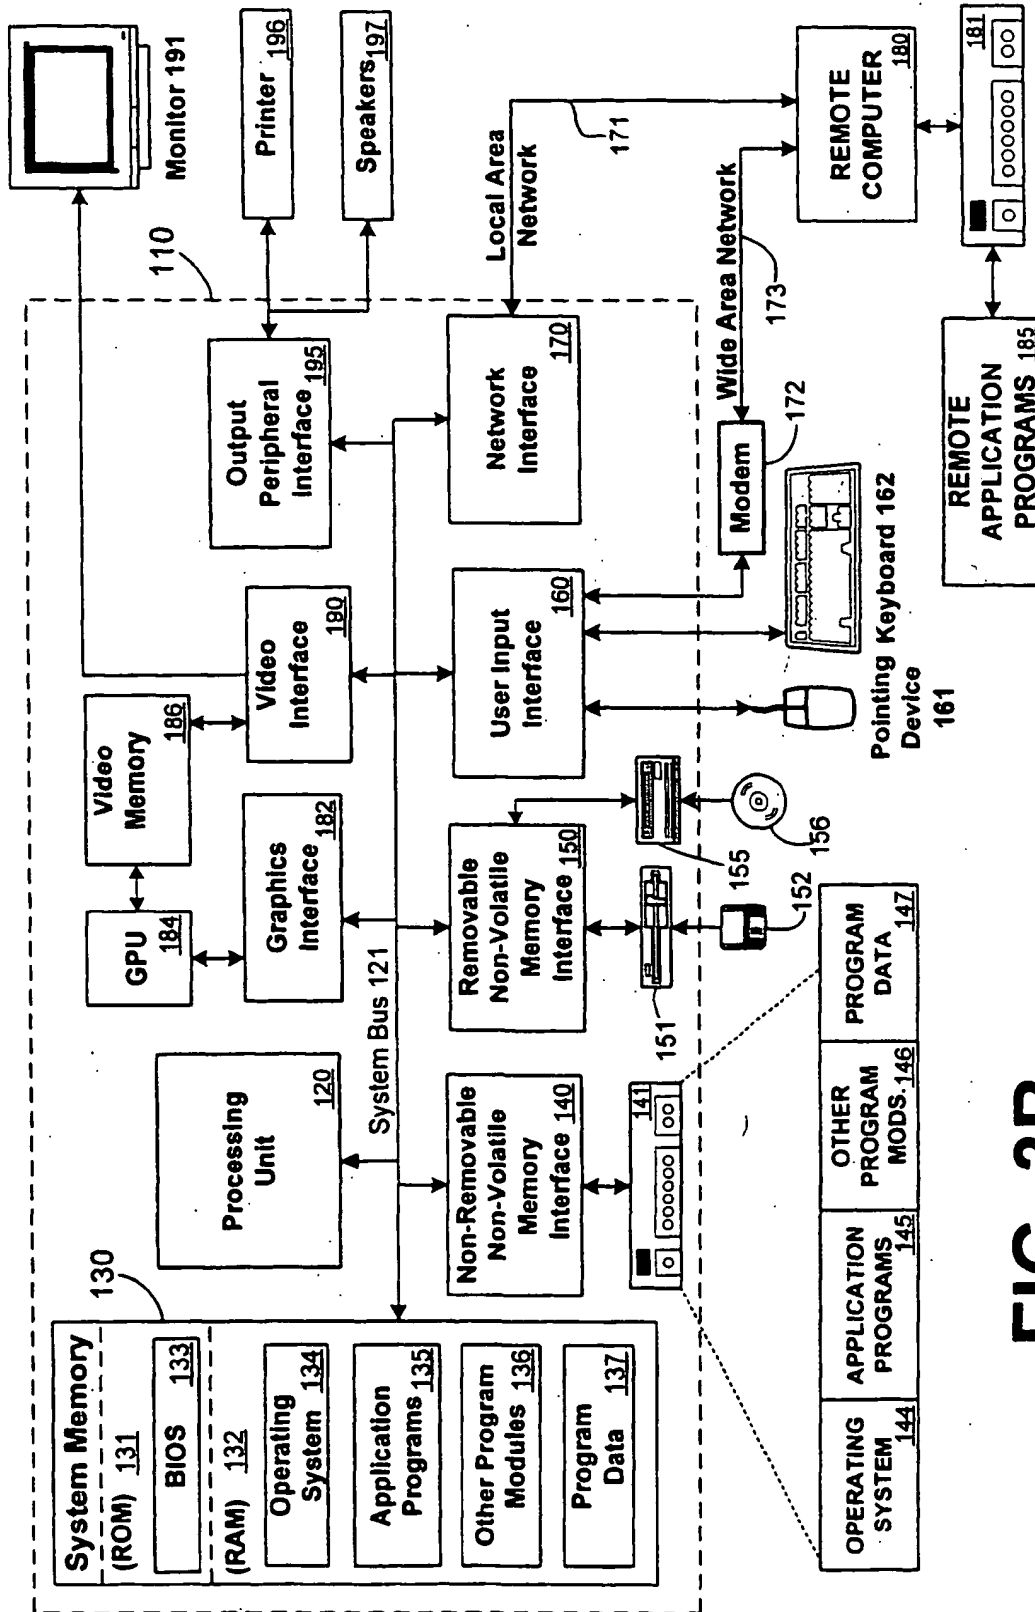 System Memory
(ROM) 131
BIOS 133
(RAM) 132
Operating
System 134
Application
Programs 135
Other Program
Modules 136
Program
Data 137
130
Processing
Unit
120
System Bus 121
GPU
184
Video
Memory
186
Graphics
Interface 182
Video
Interface
190
Output
Peripheral
Interface 195
110
Monitor 191
Printer 196
Speakers 197
Non-Removable
Non-Volatile
Memory
Interface 140
Removable
Non-Volatile
Memory
Interface 150
User Input
Interface
160
Network
Interface
170
Local Area
Network
171
141
151
152
155
156
Modem
172
Wide Area Network
173
Pointing
Device
161
Keyboard 162
REMOTE
COMPUTER
180
181
REMOTE
APPLICATION
PROGRAMS 185
OPERATING
SYSTEM 144
APPLICATION
PROGRAMS 145
OTHER
PROGRAM
MODS. 146
PROGRAM
DATA 147
FIG. 2B